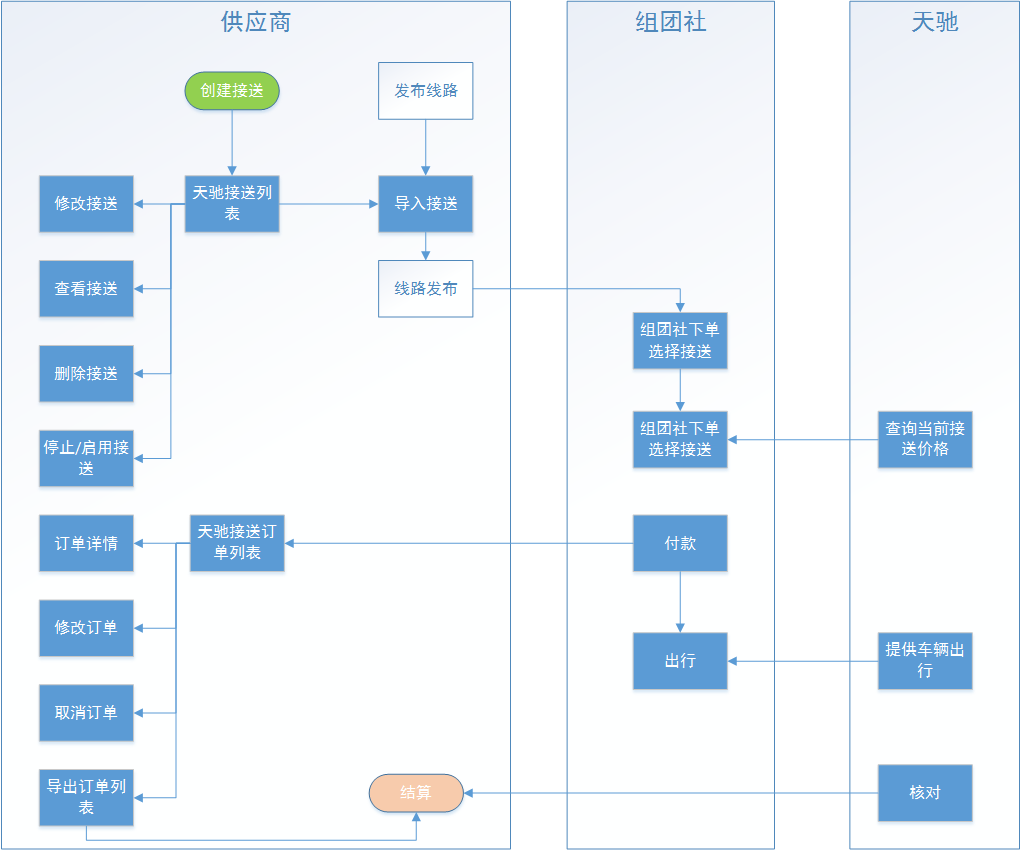 供应商
组团社
天驰
创建接送
发布线路
修改接送
天驰接送列
表
导入接送
查看接送
线路发布
组团社下单
选择接送
删除接送
组团社下单
选择接送
查询当前接
送价格
停止/启用接
送
订单详情
天驰接送订
单列表
付款
修改订单
出行
提供车辆出
行
取消订单
导出订单列
表
结算
核对